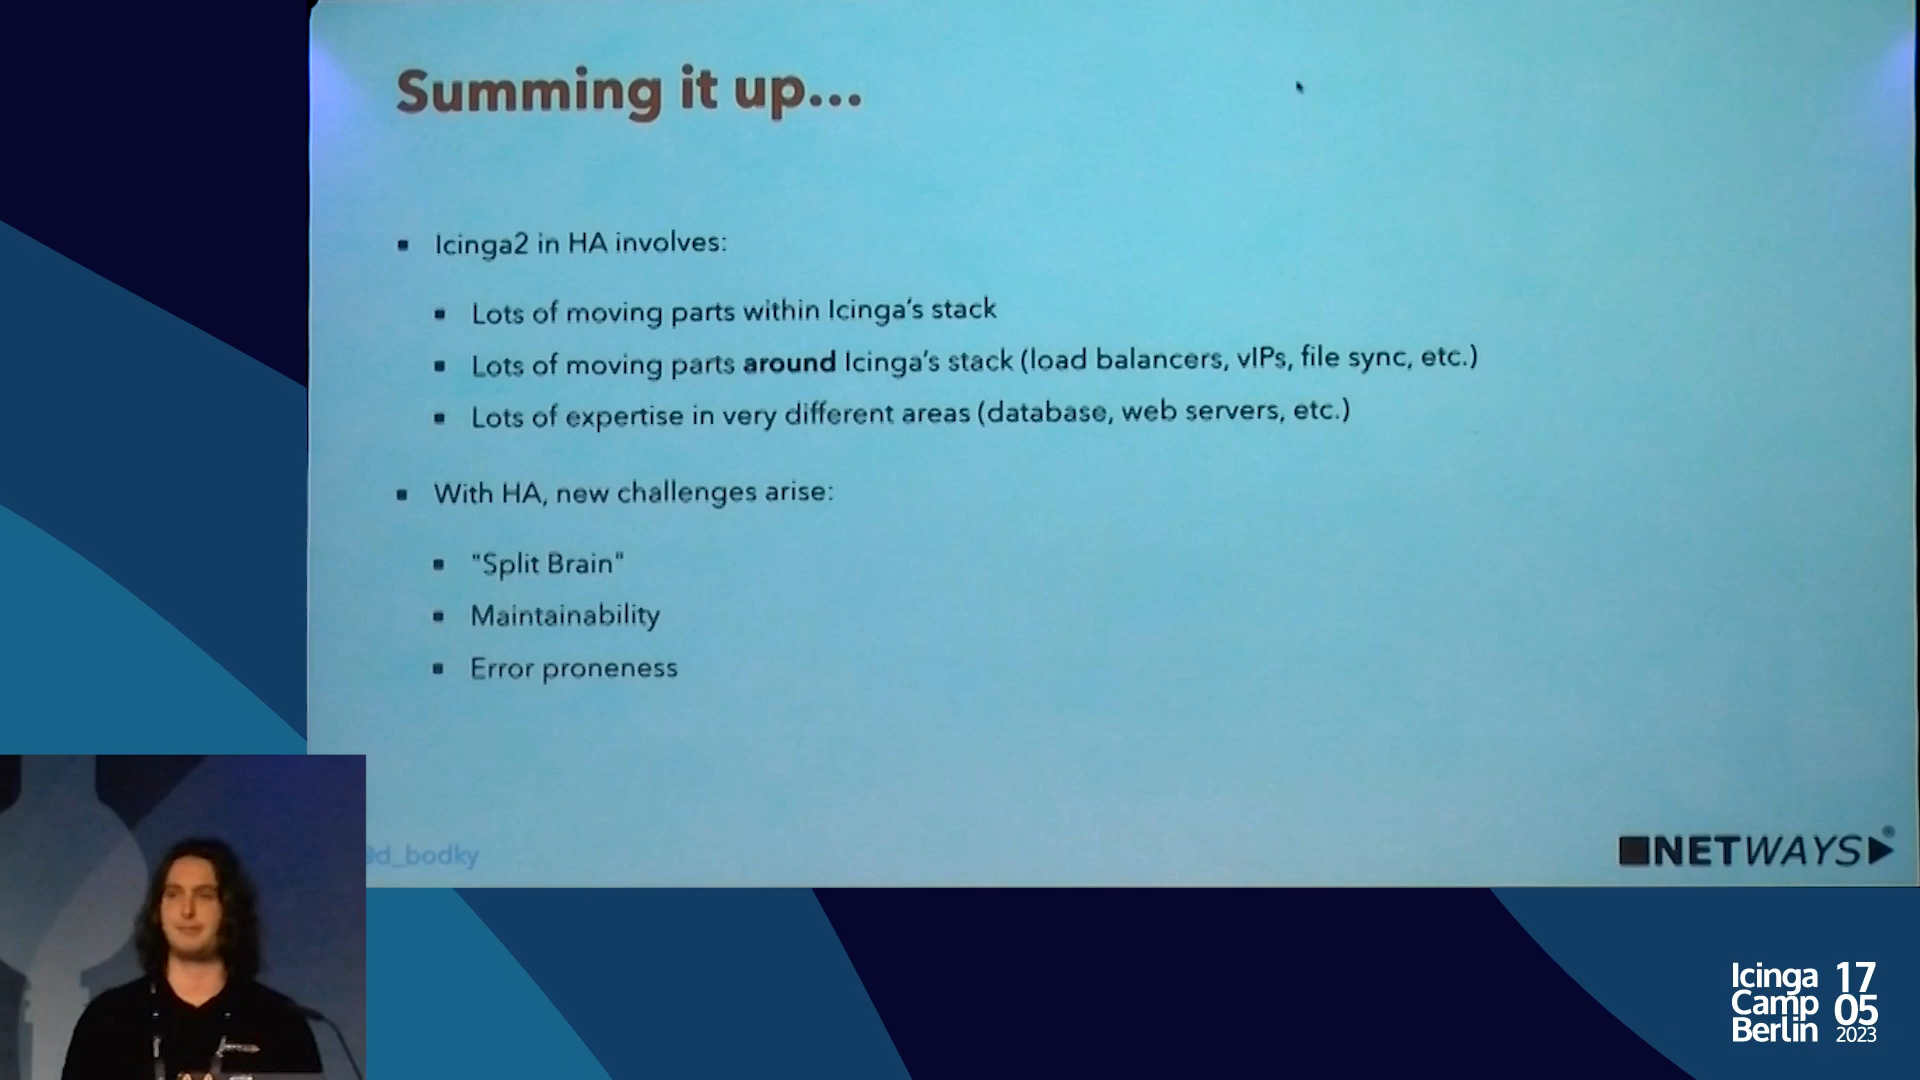 Summing it up...
Icinga2 in HA involves:
Lots of moving parts within Icinga's stack
Lots of moving parts around Icinga's stack (load balancers, vIPs, file sync, etc.)
Lots of expertise in very different areas (database, web servers, etc.)
With HA, new challenges arise:
"Split Brain"
Maintainability
Error proneness
@d_bodky
NETWAYS®
Icinga 17
Camp 05
Berlin 2023